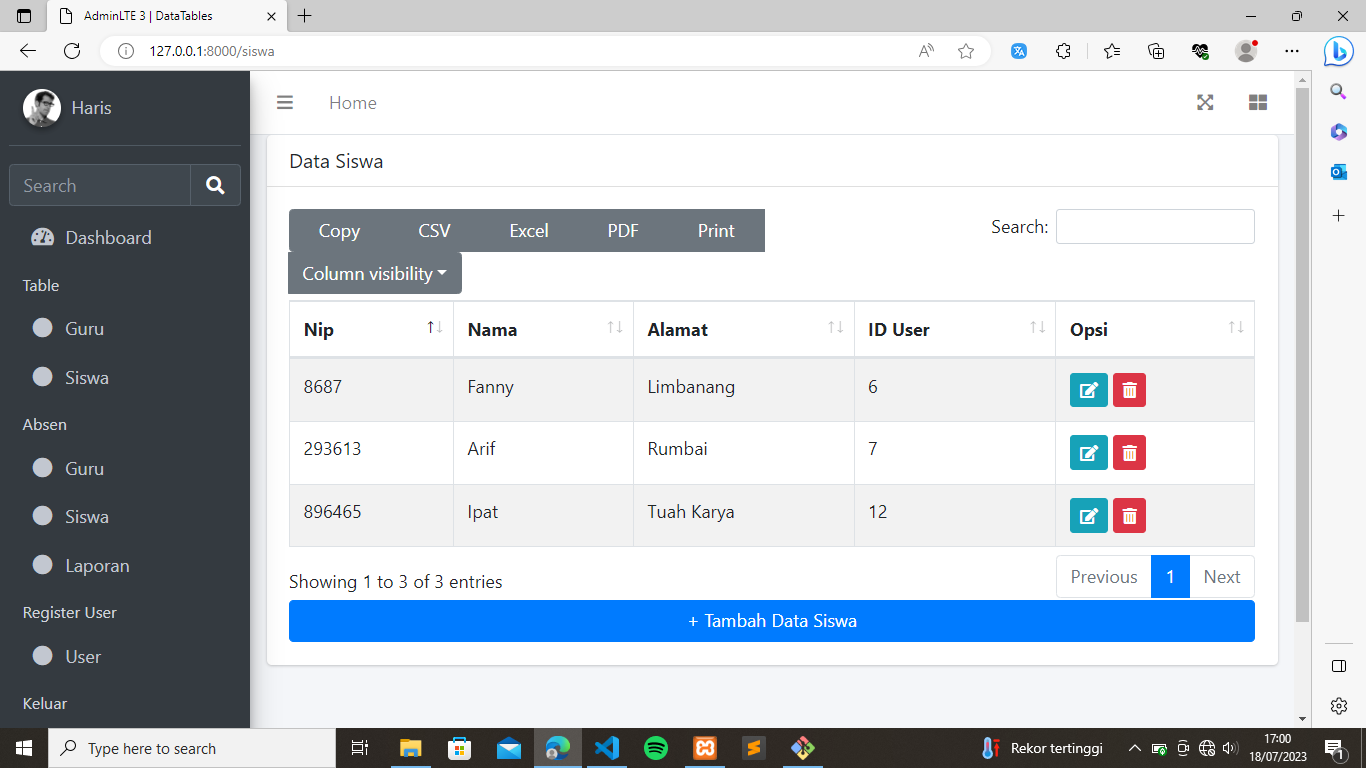 AdminLTE 3 | DataTables
127.0.0.1:8000/siswa
Haris
Home
Search
Dashboard
Table
Guru
Siswa
Absen
Guru
Siswa
Laporan
Register User
User
Keluar
Data Siswa
Copy CSV Excel PDF Print
Column visibility
Search:
Nip Nama Alamat ID User Opsi
8687 Fanny Limbanang 6
293613 Arif Rumbai 7
896465 Ipat Tuah Karya 12
Showing 1 to 3 of 3 entries
Previous 1 Next
+ Tambah Data Siswa
Type here to search
Rekor tertinggi
17:00
18/07/2023
1